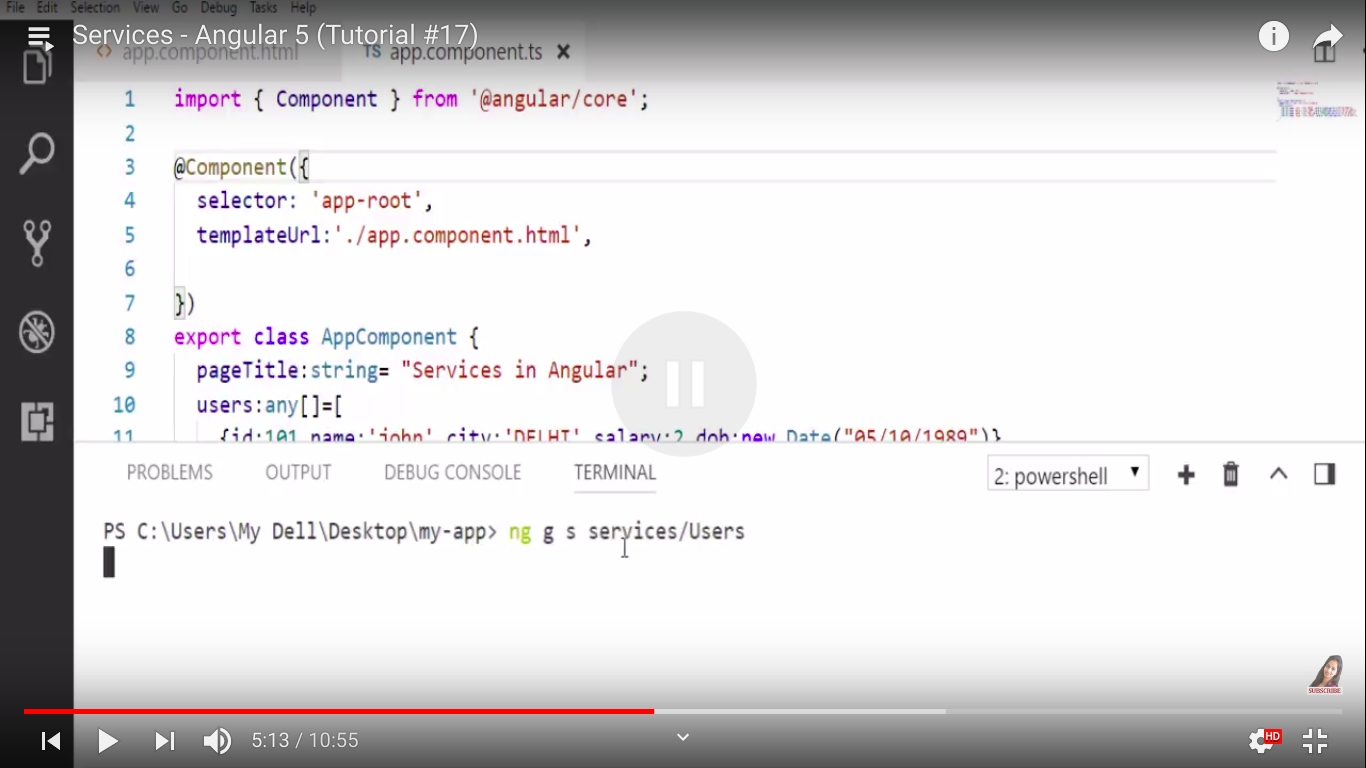 File Edit Selection View Go Debug Tasks Help
Services - Angular 5 (Tutorial #17)
app.component.html TS app.component.ts
1 import { Component } from '@angular/core';
2
3 @Component({
4 selector: 'app-root',
5 templateUrl:'./app.component.html',
6
7 })
8 export class AppComponent {
9 pageTitle:string= "Services in Angular";
10 users:any[]=[
11 {id:101,name:'john',city:'DELHI',salary:2,dob:new Date("05/10/1989")},
PROBLEMS OUTPUT DEBUG CONSOLE TERMINAL 2: powershell
PS C:\Users\My Dell\Desktop\my-app> ng g s services/Users
SUBSCRIBE
5:13 / 10:55 HD